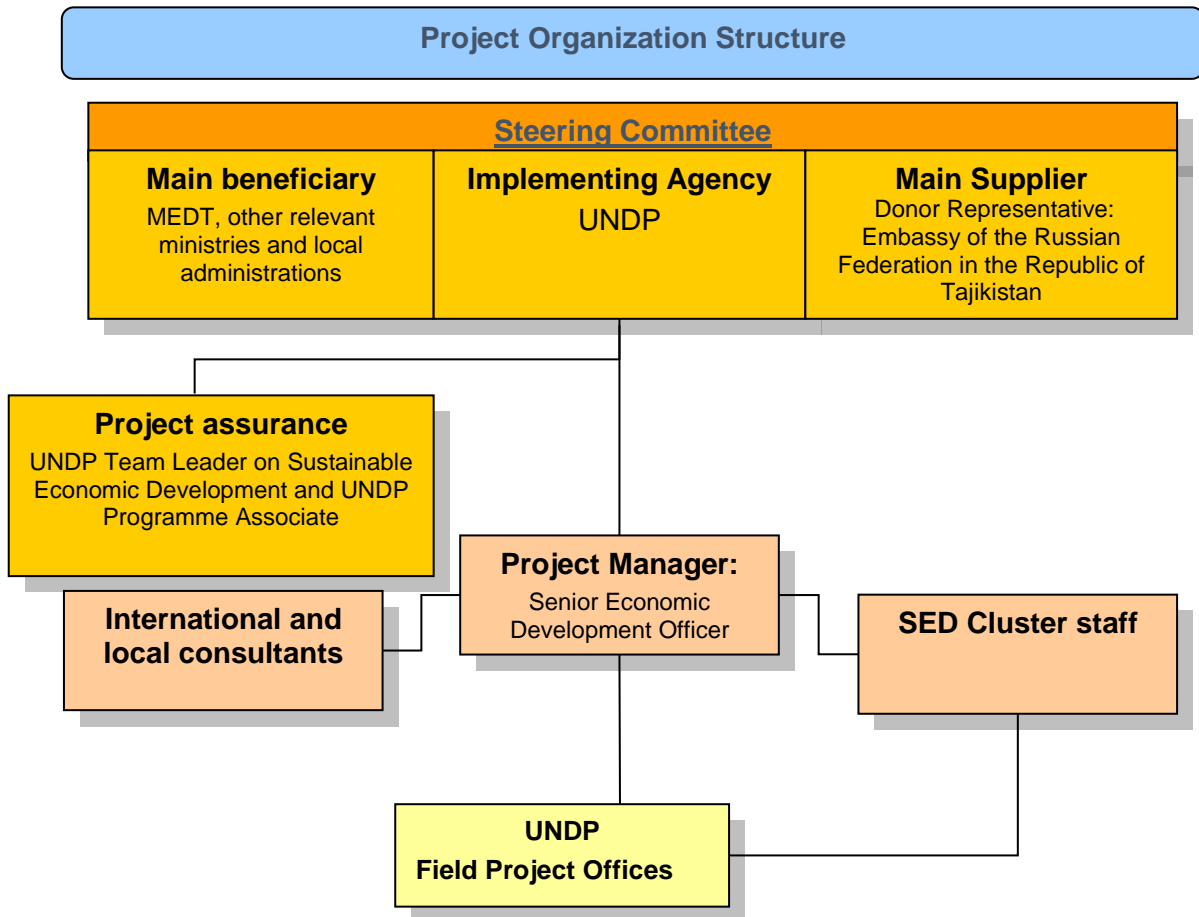 Project Organization Structure
Steering Committee
Main beneficiary
MEDT, other relevant
ministries and local
administrations
Implementing Agency
UNDP
Main Supplier
Donor Representative:
Embassy of the Russian
Federation in the Republic of
Tajikistan
Project assurance
UNDP Team Leader on Sustainable
Economic Development and UNDP
Programme Associate
Project Manager:
Senior Economic
Development Officer
International and
local consultants
SED Cluster staff
UNDP
Field Project Offices